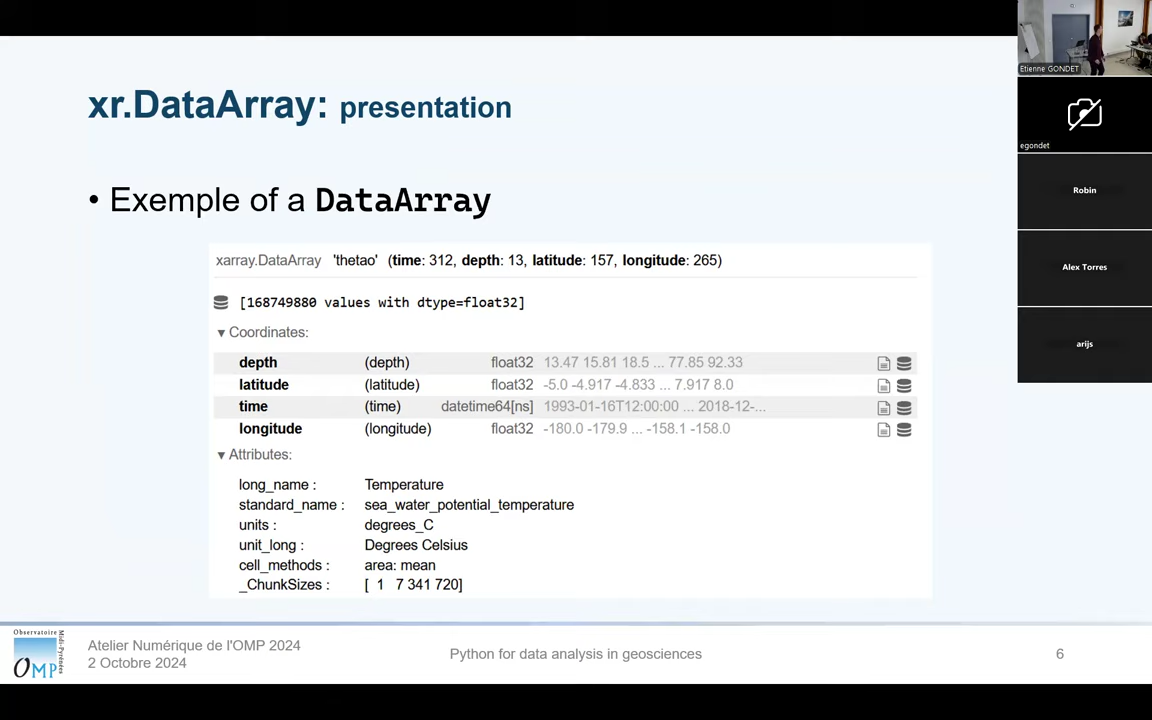 xr.DataArray: presentation
• Exemple of a DataArray
xarray.DataArray 'thetao' (time: 312, depth: 13, latitude: 157, longitude: 265)
[168749880 values with dtype=float32]
▼ Coordinates:
depth (depth) float32 13.47 15.81 18.5 ... 77.85 92.33
latitude (latitude) float32 -5.0 -4.917 -4.833 ... 7.917 8.0
time (time) datetime64[ns] 1993-01-16T12:00:00 ... 2018-12-...
longitude (longitude) float32 -180.0 -179.9 ... -158.1 -158.0
▼ Attributes:
long_name : Temperature
standard_name : sea_water_potential_temperature
units : degrees_C
unit_long : Degrees Celsius
cell_methods : area: mean
_ChunkSizes : [ 1 7 341 720]
Observatoire Midi-Pyrénées
OMP
Atelier Numérique de l'OMP 2024
2 Octobre 2024
Python for data analysis in geosciences
6
Etienne GONDET
egondet
Robin
Alex Torres
arijs